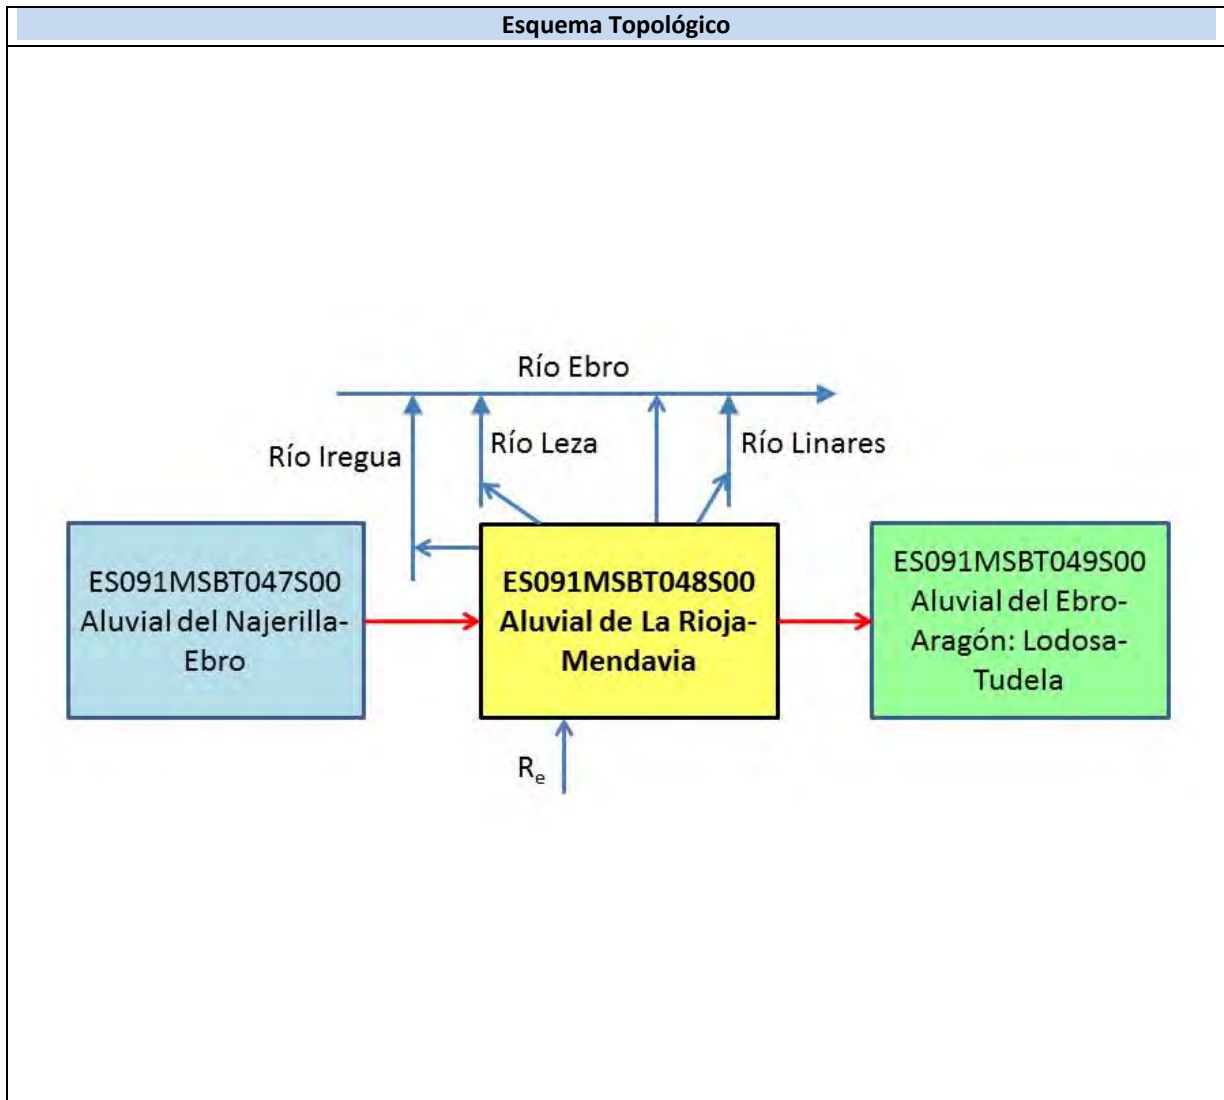 Esquema Topológico
Río Ebro
Río Iregua
Río Leza
Río Linares
ES091MSBT047S00
Aluvial del Najerilla-
Ebro
ES091MSBT048S00
Aluvial de La Rioja-
Mendavia
ES091MSBT049S00
Aluvial del Ebro-
Aragón: Lodosa-
Tudela
Re